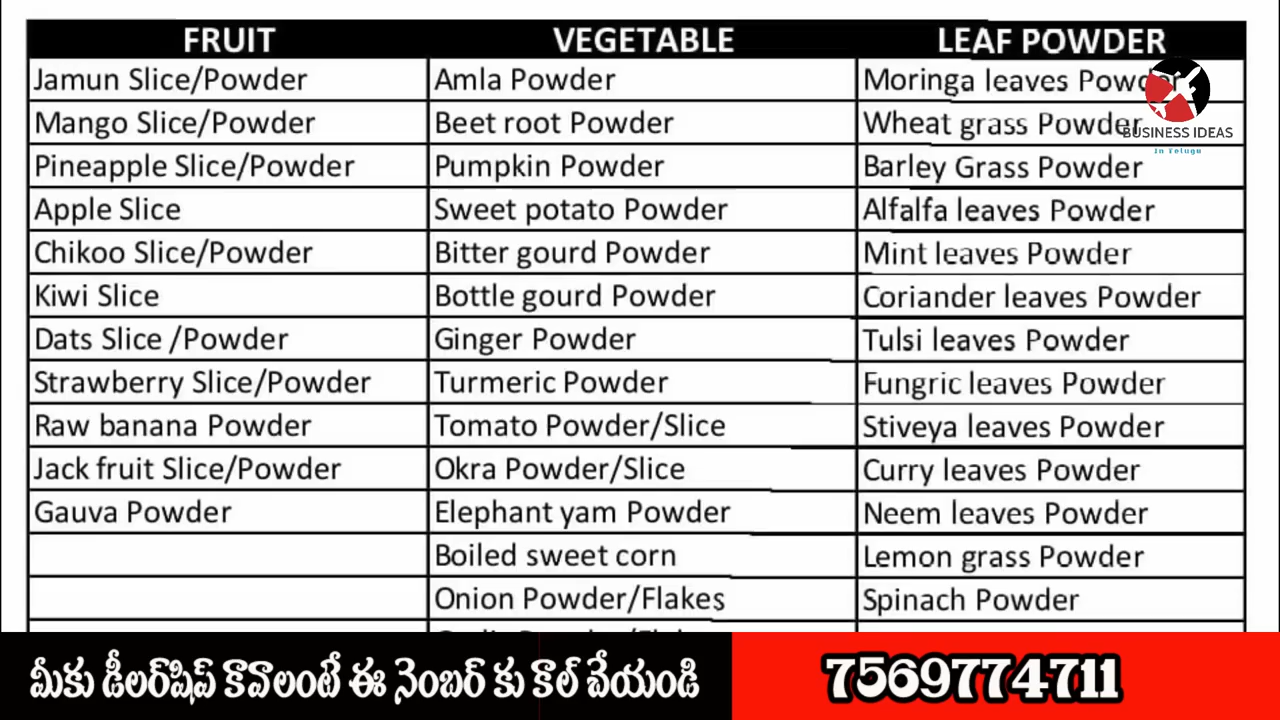 FRUIT VEGETABLE LEAF POWDER
Jamun Slice/Powder Amla Powder Moringa leaves Powder
Mango Slice/Powder Beet root Powder Wheat grass Powder
Pineapple Slice/Powder Pumpkin Powder Barley Grass Powder
Apple Slice Sweet potato Powder Alfalfa leaves Powder
Chikoo Slice/Powder Bitter gourd Powder Mint leaves Powder
Kiwi Slice Bottle gourd Powder Coriander leaves Powder
Dats Slice /Powder Ginger Powder Tulsi leaves Powder
Strawberry Slice/Powder Turmeric Powder Fungric leaves Powder
Raw banana Powder Tomato Powder/Slice Stiveya leaves Powder
Jack fruit Slice/Powder Okra Powder/Slice Curry leaves Powder
Gauva Powder Elephant yam Powder Neem leaves Powder
Boiled sweet corn Lemon grass Powder
Onion Powder/Flakes Spinach Powder
BUSINESS IDEAS
In Telugu
మీకు డీలర్‌షిప్ కావాలంటే ఈ నెంబర్ కు కాల్ చేయండి 7569774711